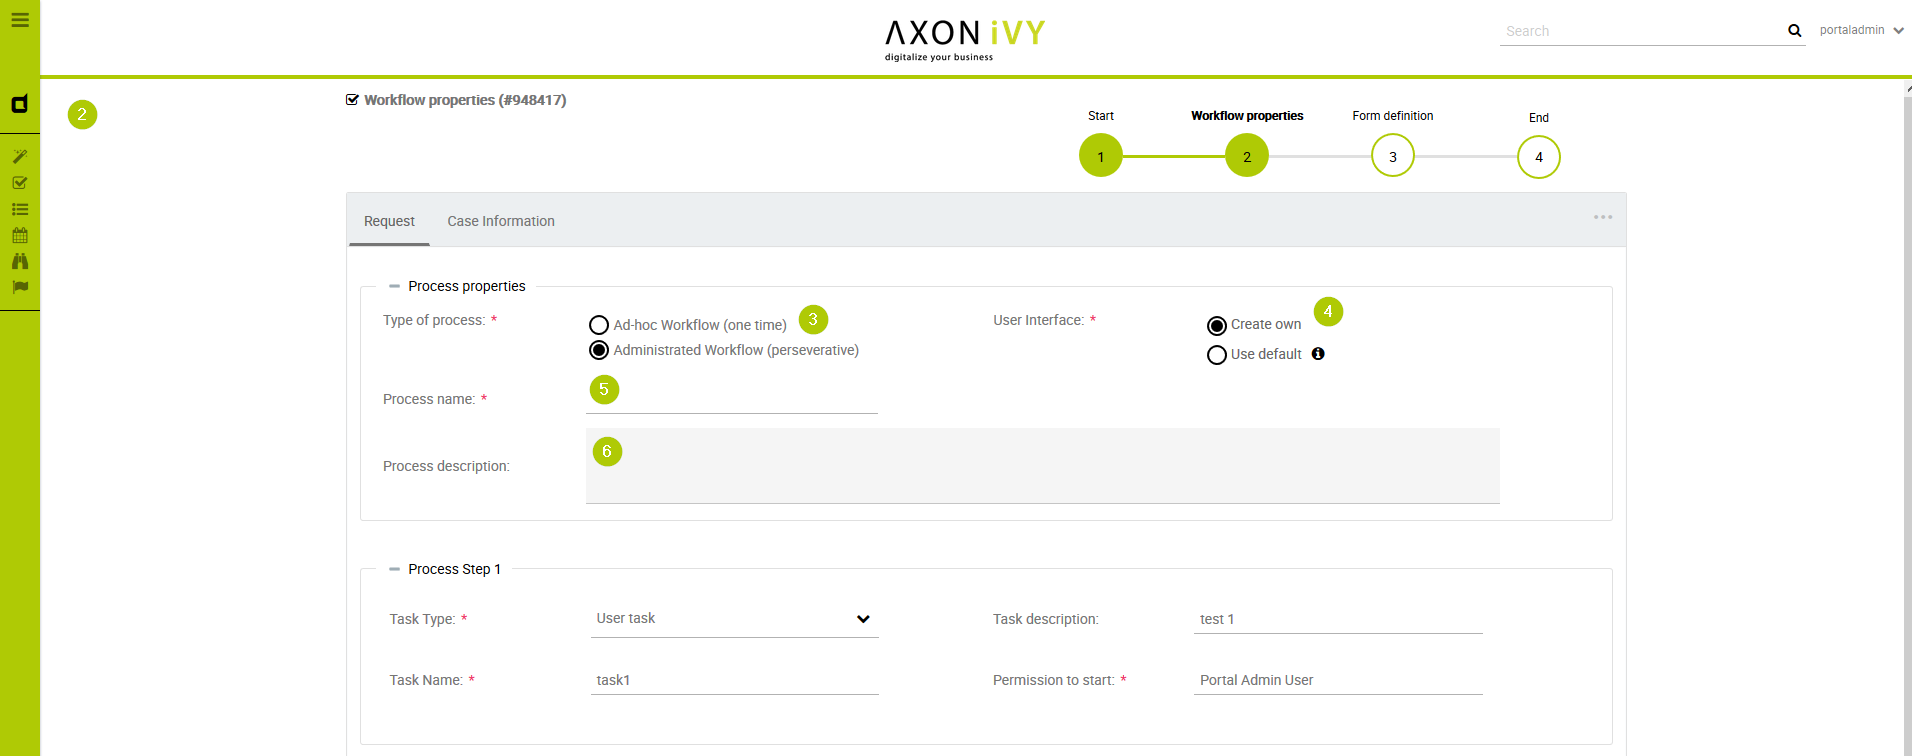 AXON iVY
digitalize your business
Search
portaladmin
2
Workflow properties (#948417)
Start
Workflow properties
Form definition
End
1
2
3
4
Request
Case Information
Process properties
Type of process: *
Ad-hoc Workflow (one time)
3
Administrated Workflow (perseverative)
User Interface: *
Create own
4
Use default
Process name: *
5
Process description:
6
Process Step 1
Task Type: *
User task
Task description:
test 1
Task Name: *
task1
Permission to start: *
Portal Admin User